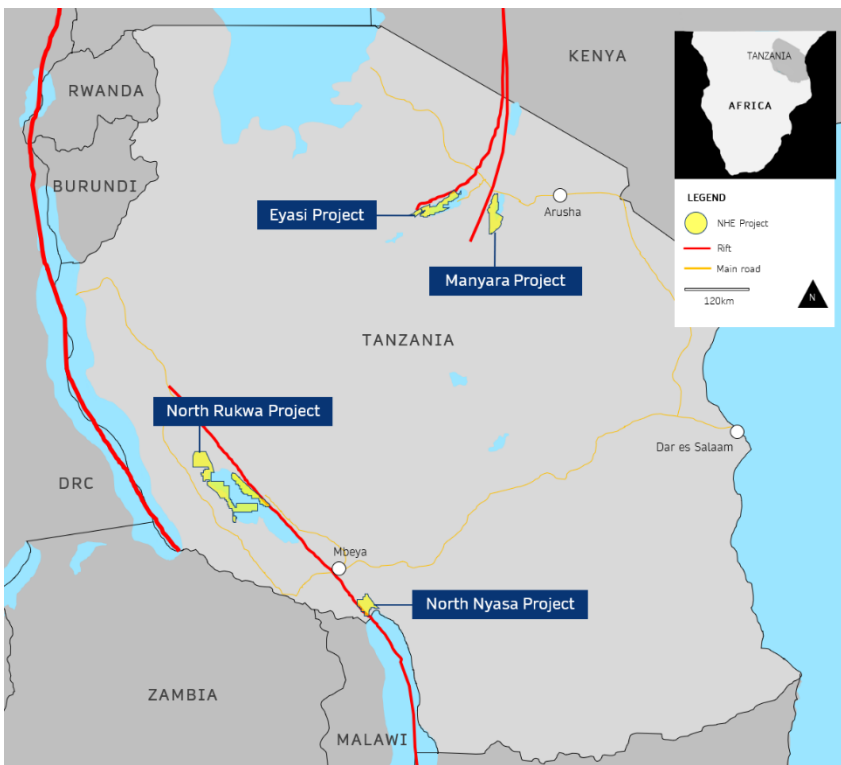 KENYA
TANZANIA
RWANDA
AFRICA
BURUNDI
LEGEND
Eyasi Project
Arusha
NHE Project
Rift
Manyara Project
Main road
120km
N
TANZANIA
North Rukwa Project
Dar es Salaam
DRC
Mbeya
North Nyasa Project
ZAMBIA
MALAWI